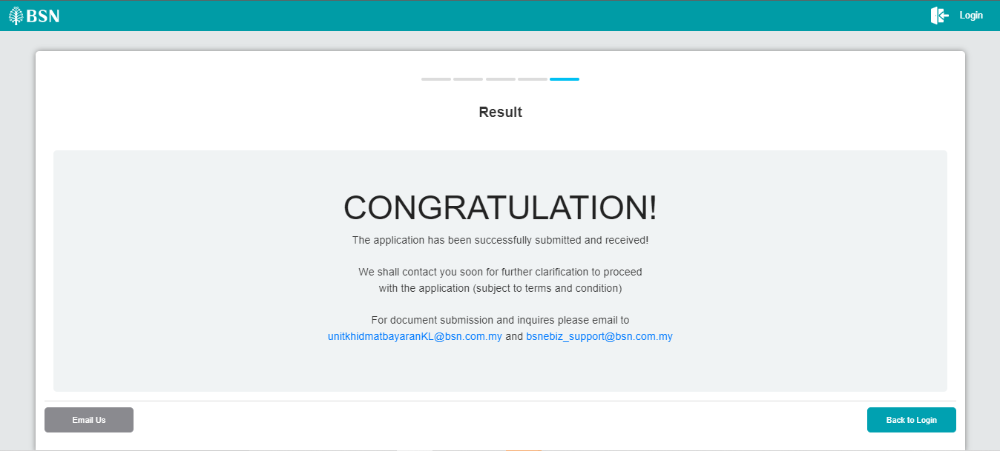 BSN
Login
Result
CONGRATULATION!
The application has been successfully submitted and received!
We shall contact you soon for further clarification to proceed
with the application (subject to terms and condition)
For document submission and inquires please email to
unitkhidmatbayaranKL@bsn.com.my and bsnebiz_support@bsn.com.my
Email Us
Back to Login